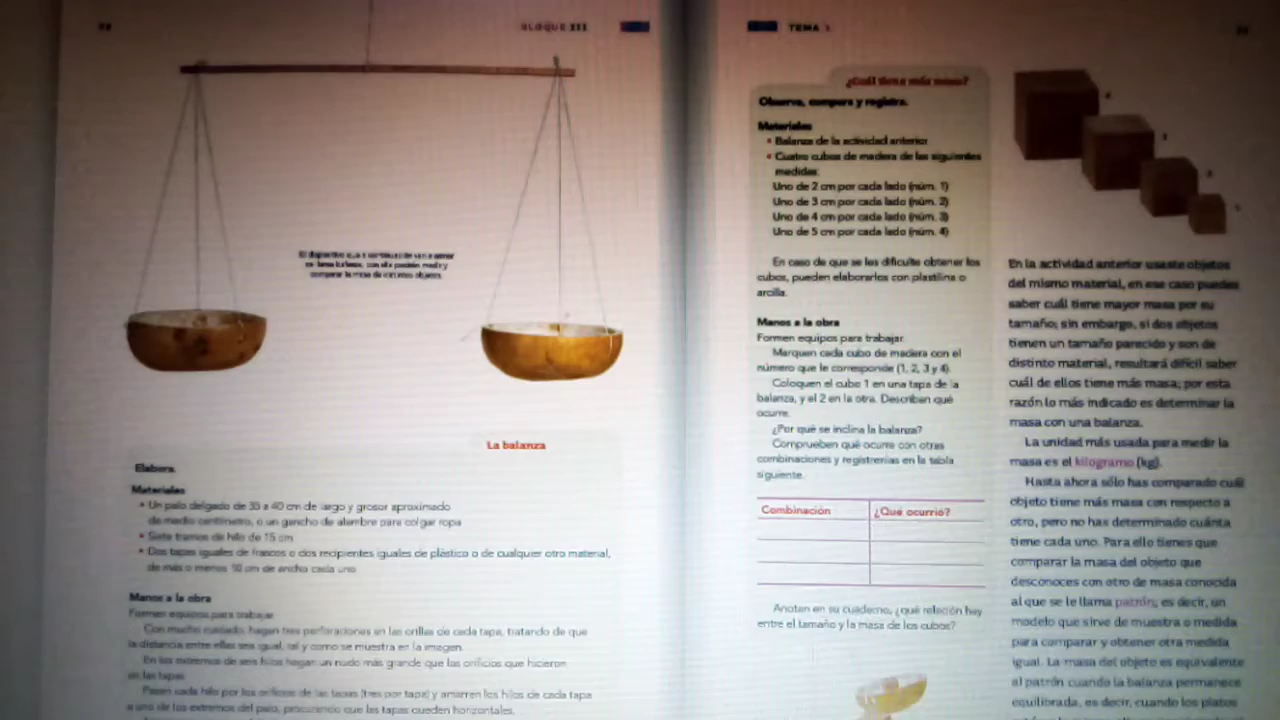 BLOQUE III
El dispositivo que a continuación van a armar
es una balanza, con ella podrán medir y
comparar la masa de distintos objetos.
La balanza
Elabora.
Materiales
• Un palo delgado de 35 a 40 cm de largo y grosor aproximado
de medio centímetro, o un gancho de alambre para colgar ropa
• Siete tramos de hilo de 15 cm
• Dos tapas iguales de frascos o dos recipientes iguales de plástico o de cualquier otro material,
de más o menos 10 cm de ancho cada uno
Manos a la obra
Formen equipos para trabajar.
Con mucho cuidado, hagan tres perforaciones en las orillas de cada tapa, tratando de que
la distancia entre ellas sea igual, tal y como se muestra en la imagen.
En los extremos de seis hilos hagan un nudo más grande que los orificios que hicieron
en las tapas.
Pasen cada hilo por los orificios de las tapas (tres por tapa) y amarren los hilos de cada tapa
a uno de los extremos del palo, procurando que las tapas queden horizontales.
TEMA 1
¿Cuál tiene más masa?
Observa, compara y registra.
Materiales
• Balanza de la actividad anterior
• Cuatro cubos de madera de las siguientes
medidas:
Uno de 2 cm por cada lado (núm. 1)
Uno de 3 cm por cada lado (núm. 2)
Uno de 4 cm por cada lado (núm. 3)
Uno de 5 cm por cada lado (núm. 4)
En caso de que se les dificulte obtener los
cubos, pueden elaborarlos con plastilina o
arcilla.
Manos a la obra
Formen equipos para trabajar.
Marquen cada cubo de madera con el
número que le corresponde (1, 2, 3 y 4).
Coloquen el cubo 1 en una tapa de la
balanza, y el 2 en la otra. Describan qué
ocurre.
¿Por qué se inclina la balanza?
Comprueben qué ocurre con otras
combinaciones y regístrenlas en la tabla
siguiente.
Combinación ¿Qué ocurrió?
Anoten en su cuaderno, ¿qué relación hay
entre el tamaño y la masa de los cubos?
En la actividad anterior usaste objetos
del mismo material, en ese caso puedes
saber cuál tiene mayor masa por su
tamaño; sin embargo, si dos objetos
tienen un tamaño parecido y son de
distinto material, resultará difícil saber
cuál de ellos tiene más masa; por esta
razón lo más indicado es determinar la
masa con una balanza.
La unidad más usada para medir la
masa es el kilogramo (kg).
Hasta ahora sólo has comparado cuál
objeto tiene más masa con respecto a
otro, pero no has determinado cuánta
tiene cada uno. Para ello tienes que
comparar la masa del objeto que
desconoces con otro de masa conocida
al que se le llama patrón, es decir, un
modelo que sirve de muestra o medida
para comparar y obtener otra medida
igual. La masa del objeto es equivalente
al patrón cuando la balanza permanece
equilibrada, es decir, cuando los platos